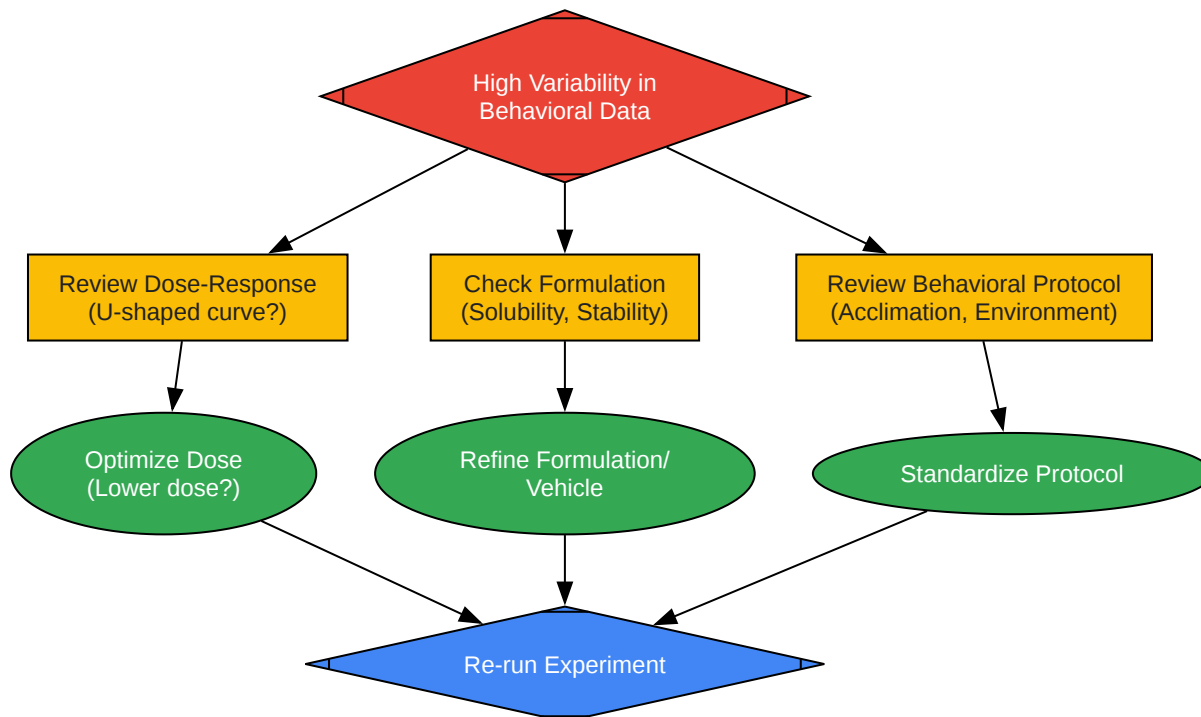 High Variability in
Behavioral Data
Review Dose-Response
(U-shaped curve?)
Check Formulation
(Solubility, Stability)
Review Behavioral Protocol
(Acclimation, Environment)
Optimize Dose
(Lower dose?)
Refine Formulation/
Vehicle
Standardize Protocol
Re-run Experiment